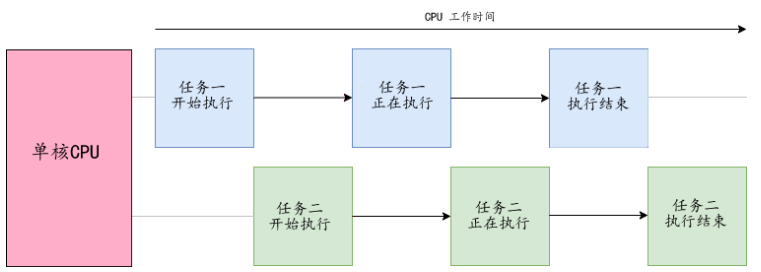 CPU 工作时间
单核CPU
任务一
开始执行
任务一
正在执行
任务一
执行结束
任务二
开始执行
任务二
正在执行
任务二
执行结束